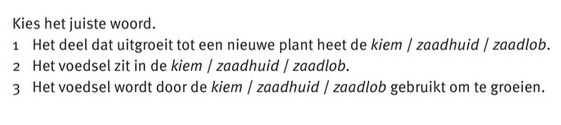 Kies het juiste woord.
1 Het deel dat uitgroeit tot een nieuwe plant heet de kiem / zaadhuid / zaadlob.
2 Het voedsel zit in de kiem / zaadhuid / zaadlob.
3 Het voedsel wordt door de kiem / zaadhuid / zaadlob gebruikt om te groeien.